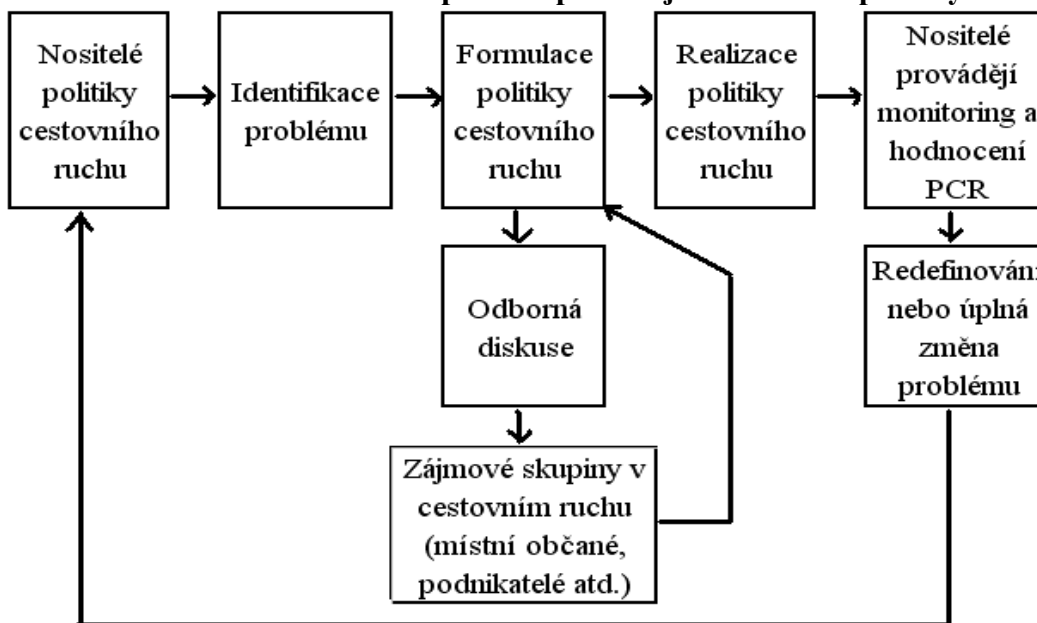 Nositelé
politiky
cestovního
ruchu
Identifikace
problému
Formulace
politiky
cestovního
ruchu
Realizace
politiky
cestovního
ruchu
Nositelé
provádějí
monitoring a
hodnocení
PCR
Odborná
diskuse
Redefinován
nebo úplná
změna
problému
Zájmové skupiny v
cestovním ruchu
(místní občané,
podnikatelé atd.)